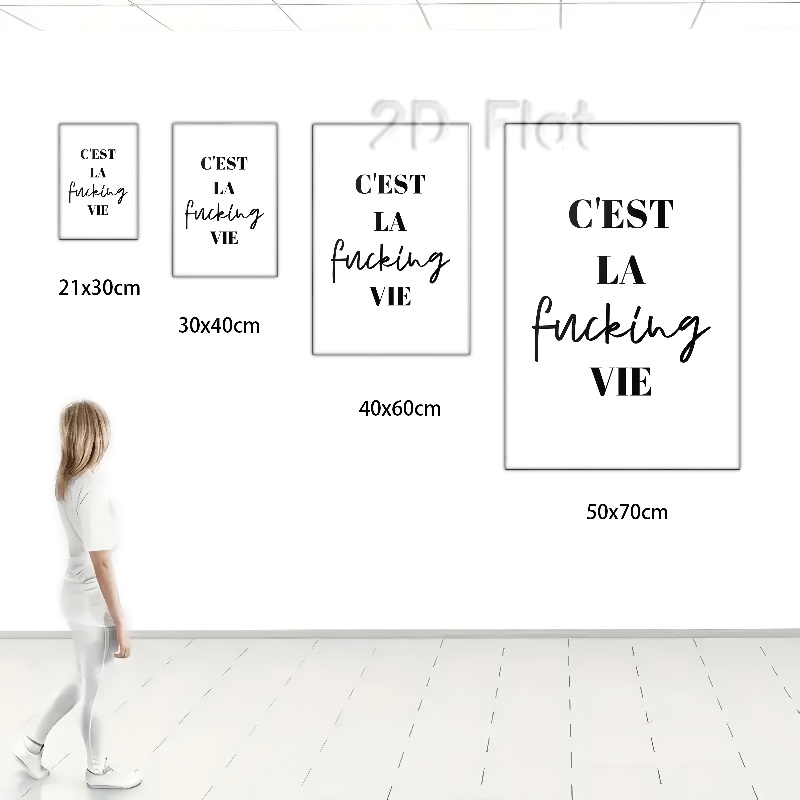 2D Flat
C'EST
LA
fucking
VIE
21x30cm
C'EST
LA
fucking
VIE
30x40cm
C'EST
LA
fucking
VIE
40x60cm
C'EST
LA
fucking
VIE
50x70cm